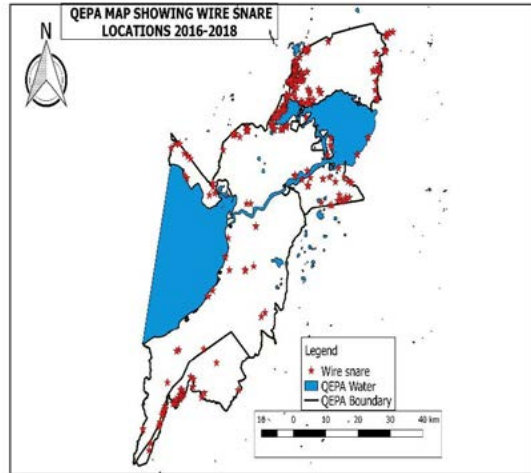 QEPA MAP SHOWING WIRE SNARE
LOCATIONS 2016-2018
N
Legend
Wire snare
QEPA Water
QEPA Boundary
10 0 10 20 30 40 km